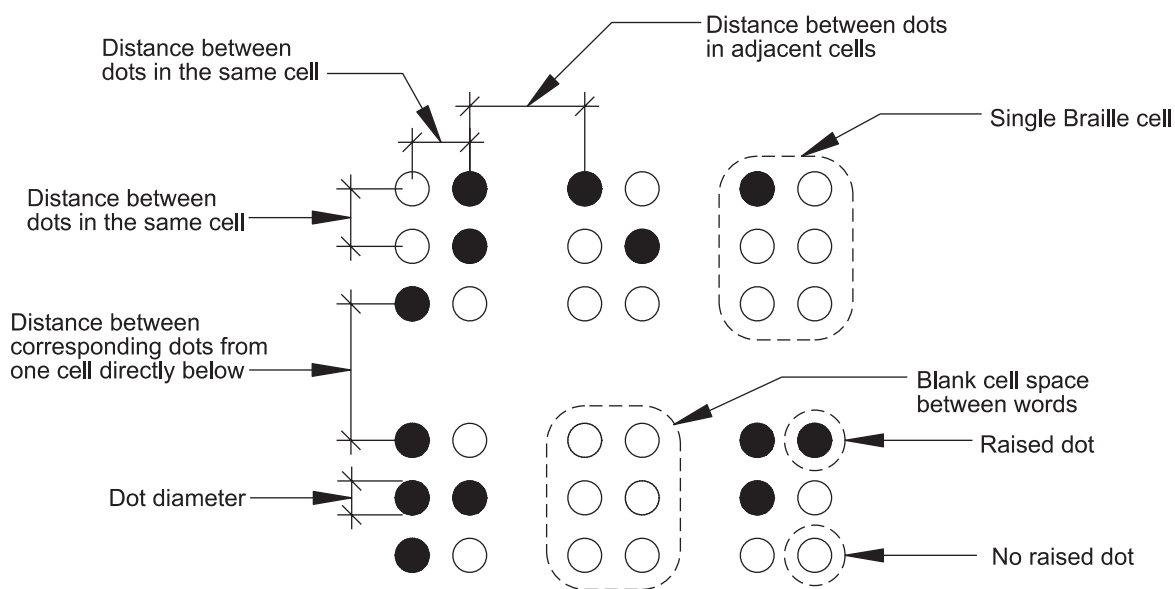 Distance between
dots in the same cell
Distance between dots
in adjacent cells
Single Braille cell
Distance between
dots in the same cell
Distance between
corresponding dots from
one cell directly below
Blank cell space
between words
Raised dot
Dot diameter
No raised dot